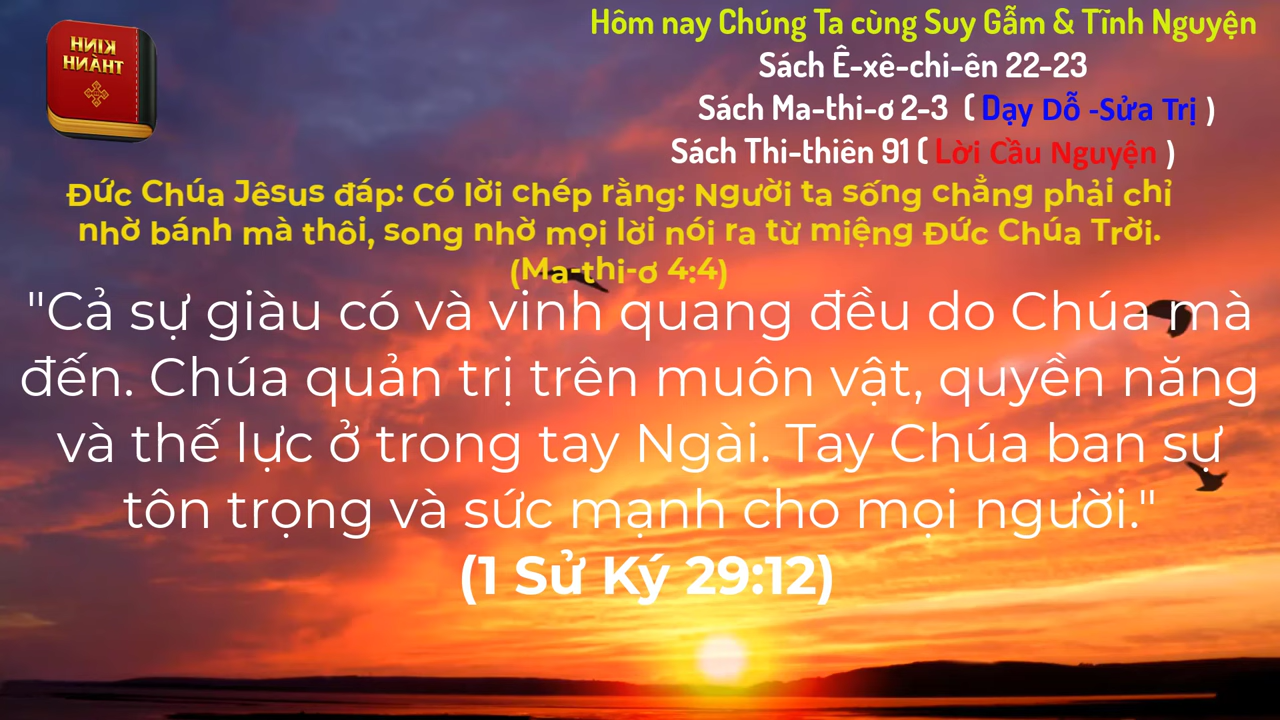 KINH
THÀNH
Hôm nay Chúng Ta cùng Suy Gẫm & Tĩnh Nguyện
Sách Ê-xê-chi-ên 22-23
Sách Ma-thi-ơ 2-3 ( Dạy Dỗ -Sửa Trị )
Sách Thi-thiên 91 ( Lời Cầu Nguyện )
Đức Chúa Jêsus đáp: Có lời chép rằng: Người ta sống chẳng phải chỉ
nhờ bánh mà thôi, song nhờ mọi lời nói ra từ miệng Đức Chúa Trời.
(Ma-thi-ơ 4:4)
"Cả sự giàu có và vinh quang đều do Chúa mà
đến. Chúa quản trị trên muôn vật, quyền năng
và thế lực ở trong tay Ngài. Tay Chúa ban sự
tôn trọng và sức mạnh cho mọi người."
(1 Sử Ký 29:12)